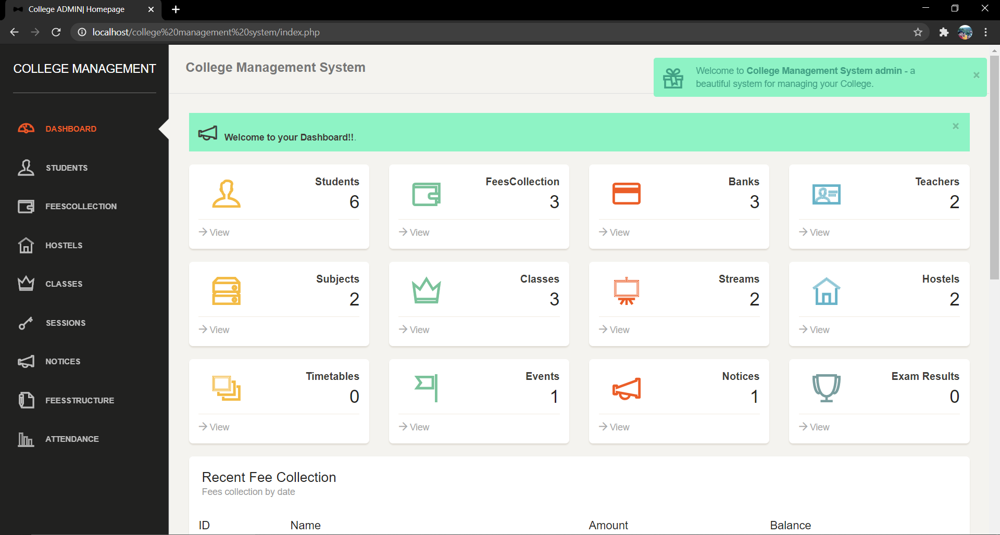 College ADMIN| Homepage
localhost/college%20management%20system/index.php
COLLEGE MANAGEMENT
DASHBOARD
STUDENTS
FEESCOLLECTION
HOSTELS
CLASSES
SESSIONS
NOTICES
FEESSTRUCTURE
ATTENDANCE
College Management System
Welcome to College Management System admin - a
beautiful system for managing your College.
×
Welcome to your Dashboard!!.
×
Students
6
View
FeesCollection
3
View
Banks
3
View
Teachers
2
View
Subjects
2
View
Classes
3
View
Streams
2
View
Hostels
2
View
Timetables
0
View
Events
1
View
Notices
1
View
Exam Results
0
View
Recent Fee Collection
Fees collection by date
ID Name Amount Balance